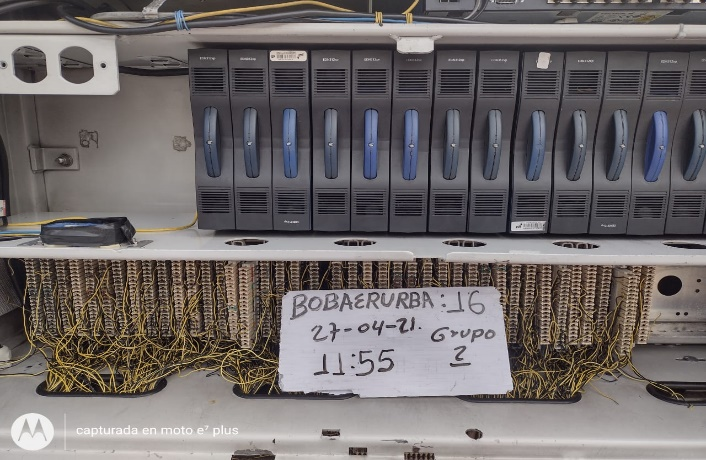 BOBAERURBA:16
27-04-21.
Grupo
2
11:55
capturada en moto e⁷ plus